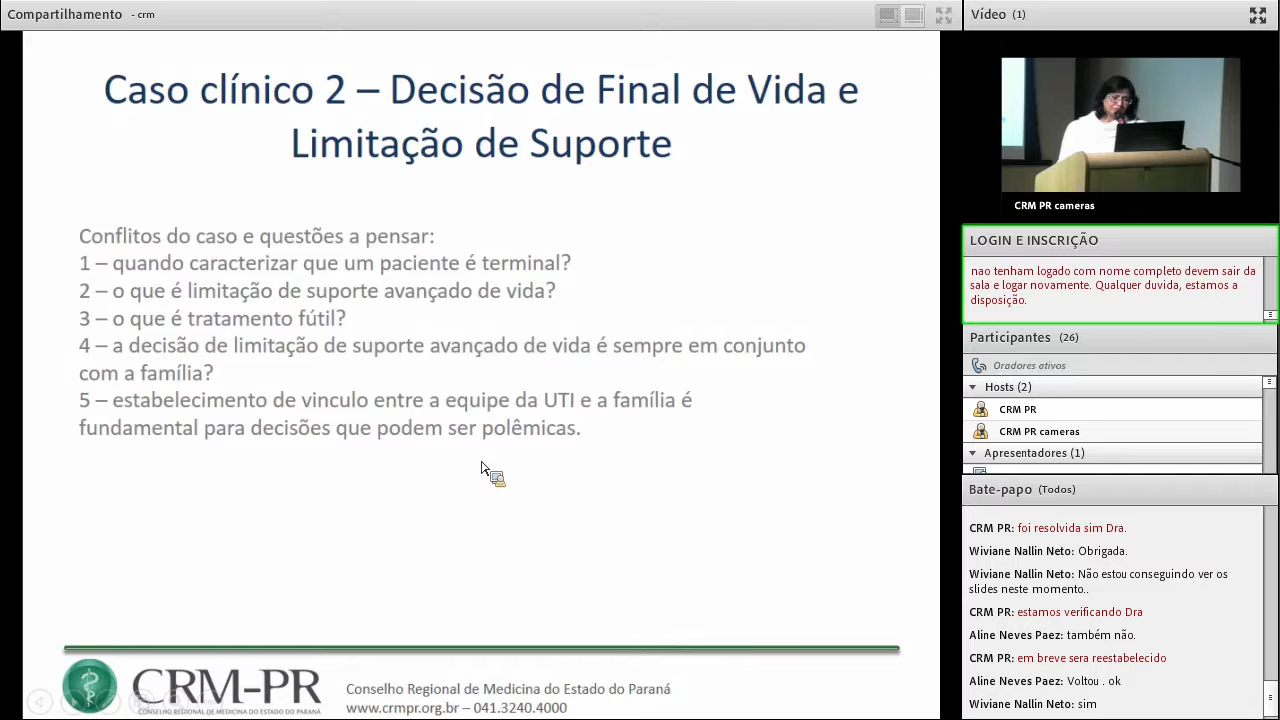 Compartilhamento - crm
Caso clínico 2 – Decisão de Final de Vida e
Limitação de Suporte
Conflitos do caso e questões a pensar:
1 – quando caracterizar que um paciente é terminal?
2 – o que é limitação de suporte avançado de vida?
3 – o que é tratamento fútil?
4 – a decisão de limitação de suporte avançado de vida é sempre em conjunto
com a família?
5 – estabelecimento de vinculo entre a equipe da UTI e a família é
fundamental para decisões que podem ser polêmicas.
CRM-PR
CONSELHO REGIONAL DE MEDICINA DO ESTADO DO PARANÁ
Conselho Regional de Medicina do Estado do Paraná
www.crmpr.org.br – 041.3240.4000
Vídeo (1)
CRM PR cameras
LOGIN E INSCRIÇÃO
nao tenham logado com nome completo devem sair da
sala e logar novamente. Qualquer duvida, estamos a
disposição.
Participantes (26)
Oradores ativos
Hosts (2)
CRM PR
CRM PR cameras
Apresentadores (1)
Bate-papo (Todos)
CRM PR: foi resolvida sim Dra.
Wiviane Nallin Neto: Obrigada.
Wiviane Nallin Neto: Não estou conseguindo ver os
slides neste momento..
CRM PR: estamos verificando Dra
Aline Neves Paez: também não.
CRM PR: em breve sera reestabelecido
Aline Neves Paez: Voltou . ok
Wiviane Nallin Neto: sim